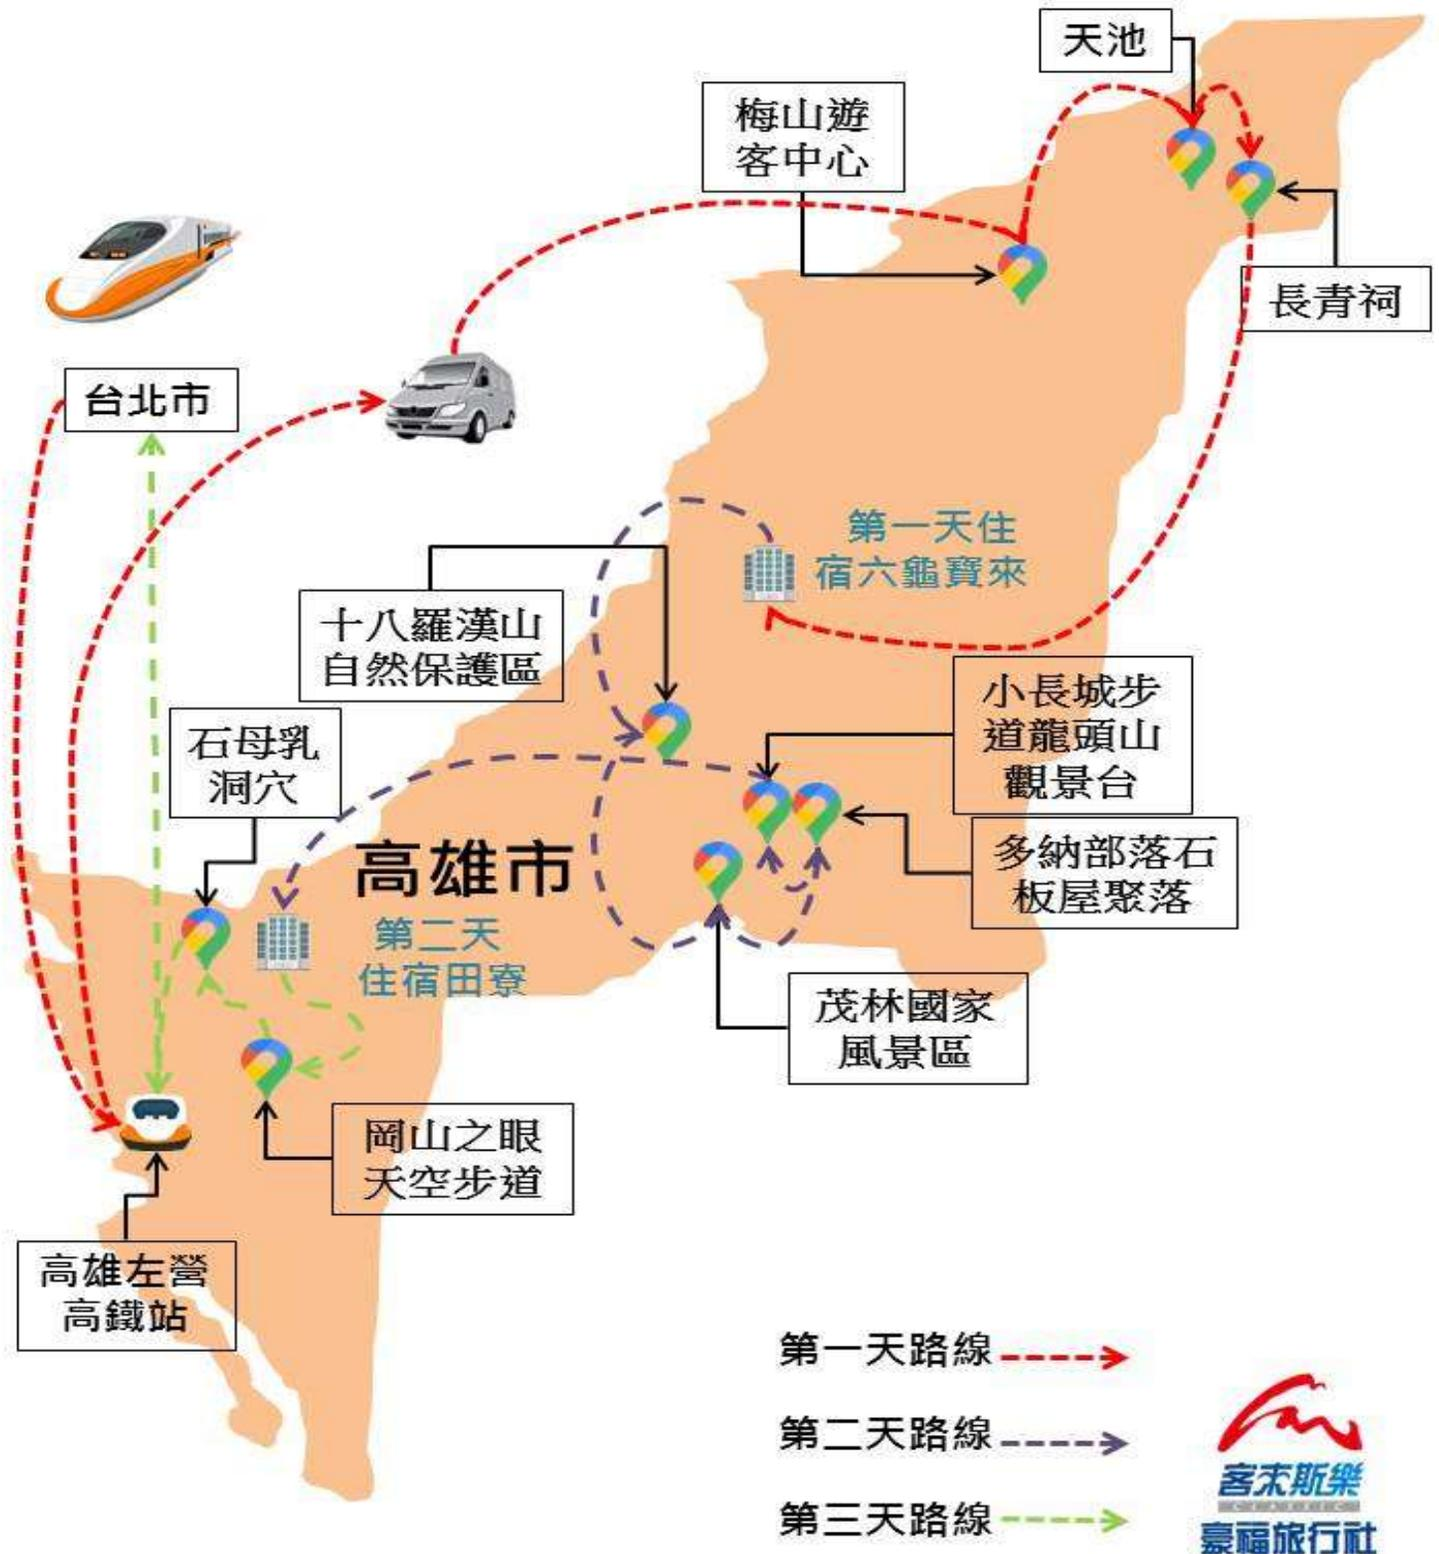 天池
梅山遊
客中心
長青祠
台北市
第一天住
宿六龜寶來
十八羅漢山
自然保護區
小長城步
道龍頭山
觀景台
石母乳
洞穴
高雄市
多納部落石
板屋聚落
第二天
住宿田寮
茂林國家
風景區
岡山之眼
天空步道
高雄左營
高鐵站
第一天路線
第二天路線
第三天路線
客來斯樂
CLASSIC
豪福旅行社